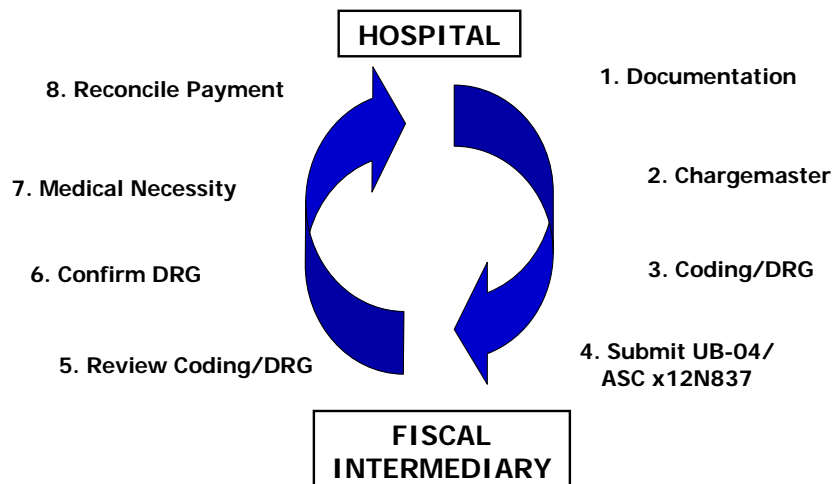 HOSPITAL
1. Documentation
2. Chargemaster
3. Coding/DRG
4. Submit UB-04/
ASC x12N837
FISCAL
INTERMEDIARY
5. Review Coding/DRG
6. Confirm DRG
7. Medical Necessity
8. Reconcile Payment